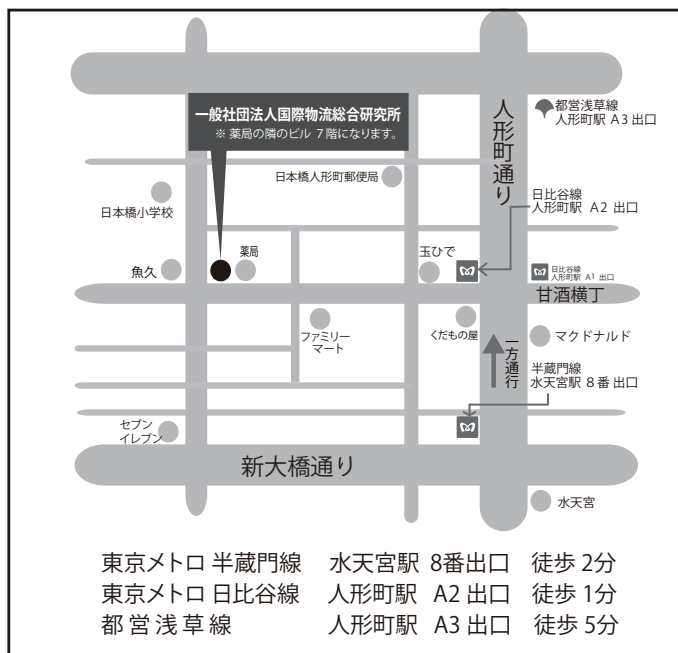 一般社団法人国際物流総合研究所
※ 薬局の隣のビル 7階になります。
人形町通り
都営浅草線
人形町駅 A3 出口
日本橋人形町郵便局
日本橋小学校
日比谷線
人形町駅 A2 出口
魚久
薬局
玉ひで
日比谷線
人形町駅 A1 出口
甘酒横丁
ファミリー
マート
くだもの屋
一方通行
マクドナルド
半蔵門線
水天宮駅 8番 出口
セブン
イレブン
新大橋通り
水天宮
東京メトロ 半蔵門線 水天宮駅 8番出口 徒歩 2分
東京メトロ 日比谷線 人形町駅 A2 出口 徒歩 1分
都営浅草線 人形町駅 A3 出口 徒歩 5分